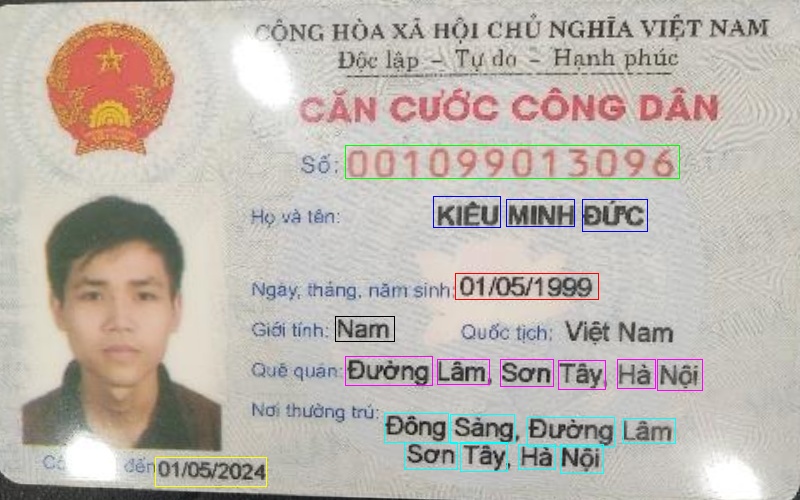 CỘNG HÒA XÃ HỘI CHỦ NGHĨA VIỆT NAM
Độc lập – Tự do – Hạnh phúc
CĂN CƯỚC CÔNG DÂN
Số: 001099013096
Họ và tên: KIỀU MINH ĐỨC
Ngày, tháng, năm sinh: 01/05/1999
Giới tính: Nam Quốc tịch: Việt Nam
Quê quán: Đường Lâm, Sơn Tây, Hà Nội
Nơi thường trú: Đông Sàng, Đường Lâm
Sơn Tây, Hà Nội
đến 01/05/2024